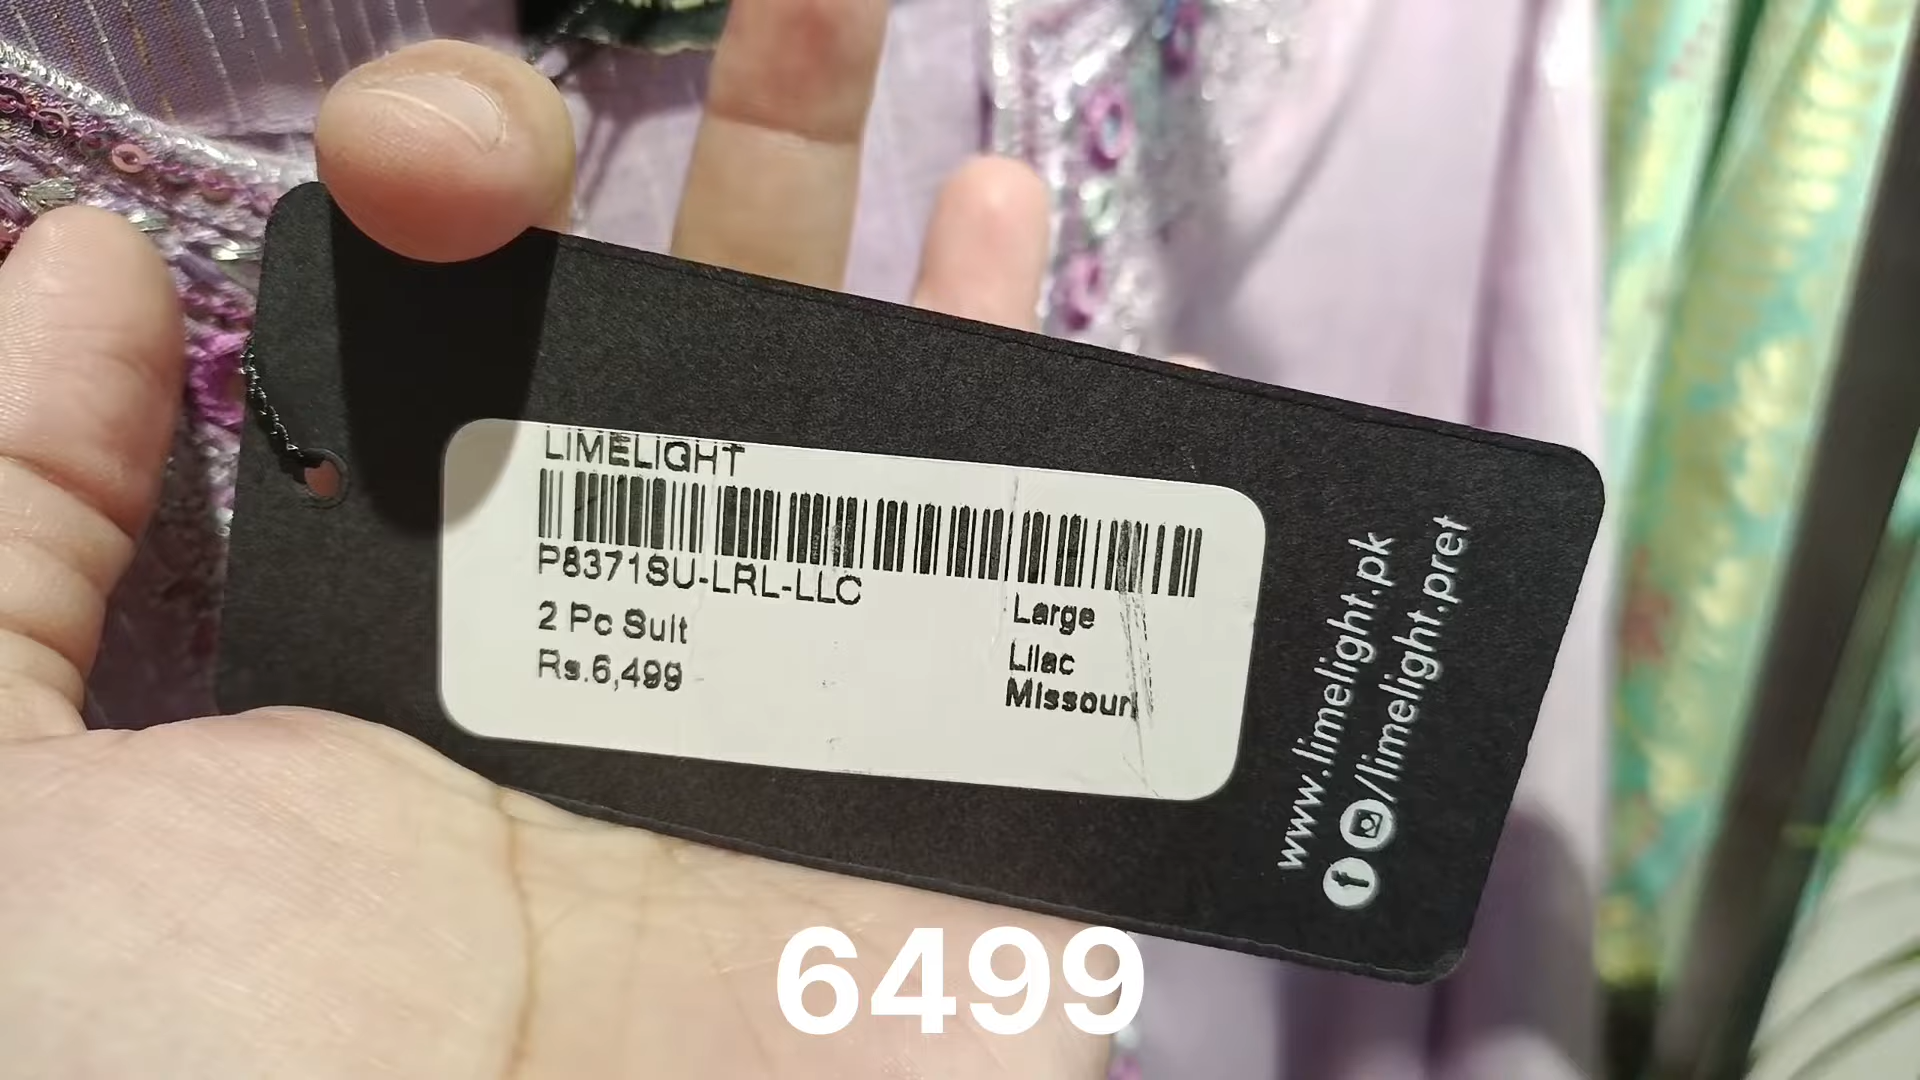 LIMELIGHT
P8371SU-LRL-LLC
2 Pc Suit
Rs.6,499
Large
Lilac
Missouri
www.limelight.pk
/limelight.pret
6499